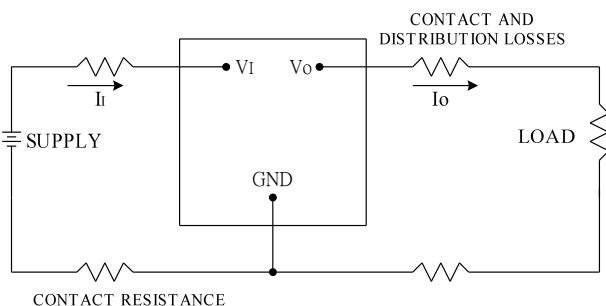 CONTACT AND
DISTRIBUTION LOSSES
VI
VO
II
IO
SUPPLY
LOAD
GND
CONTACT RESISTANCE